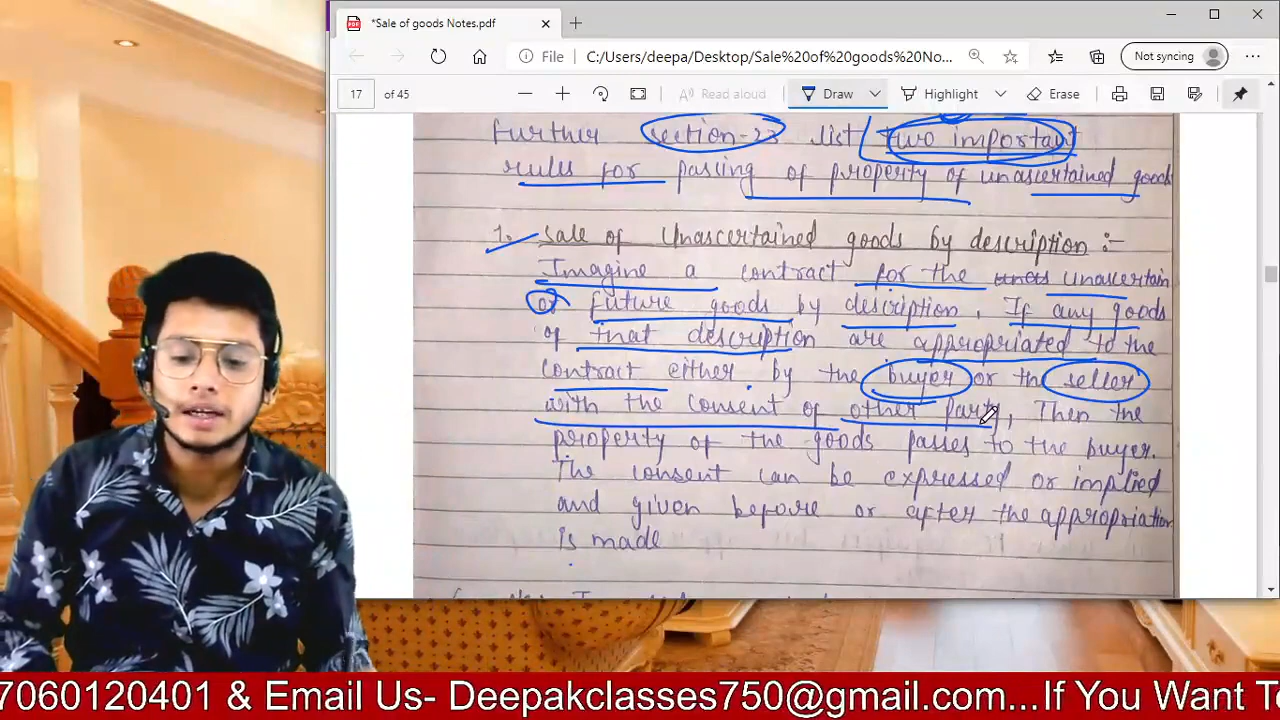 *Sale of goods Notes.pdf
File
C:/Users/deepa/Desktop/Sale%20of%20goods%20No...
Not syncing
17 of 45
Read aloud
Draw
Highlight
Erase
Further section-23 list two important
rules for passing of property of unascertained goods
1. Sale of Unascertained goods by description :-
Imagine a contract for the unascertain
or future goods by description. If any goods
of that description are appropriated to the
contract either by the buyer or the seller
with the consent of other party, Then the
property of the goods passes to the buyer.
The consent can be expressed or implied
and given before or after the appropriation
is made
7060120401 & Email Us- Deepakclasses750@gmail.com...If You Want T